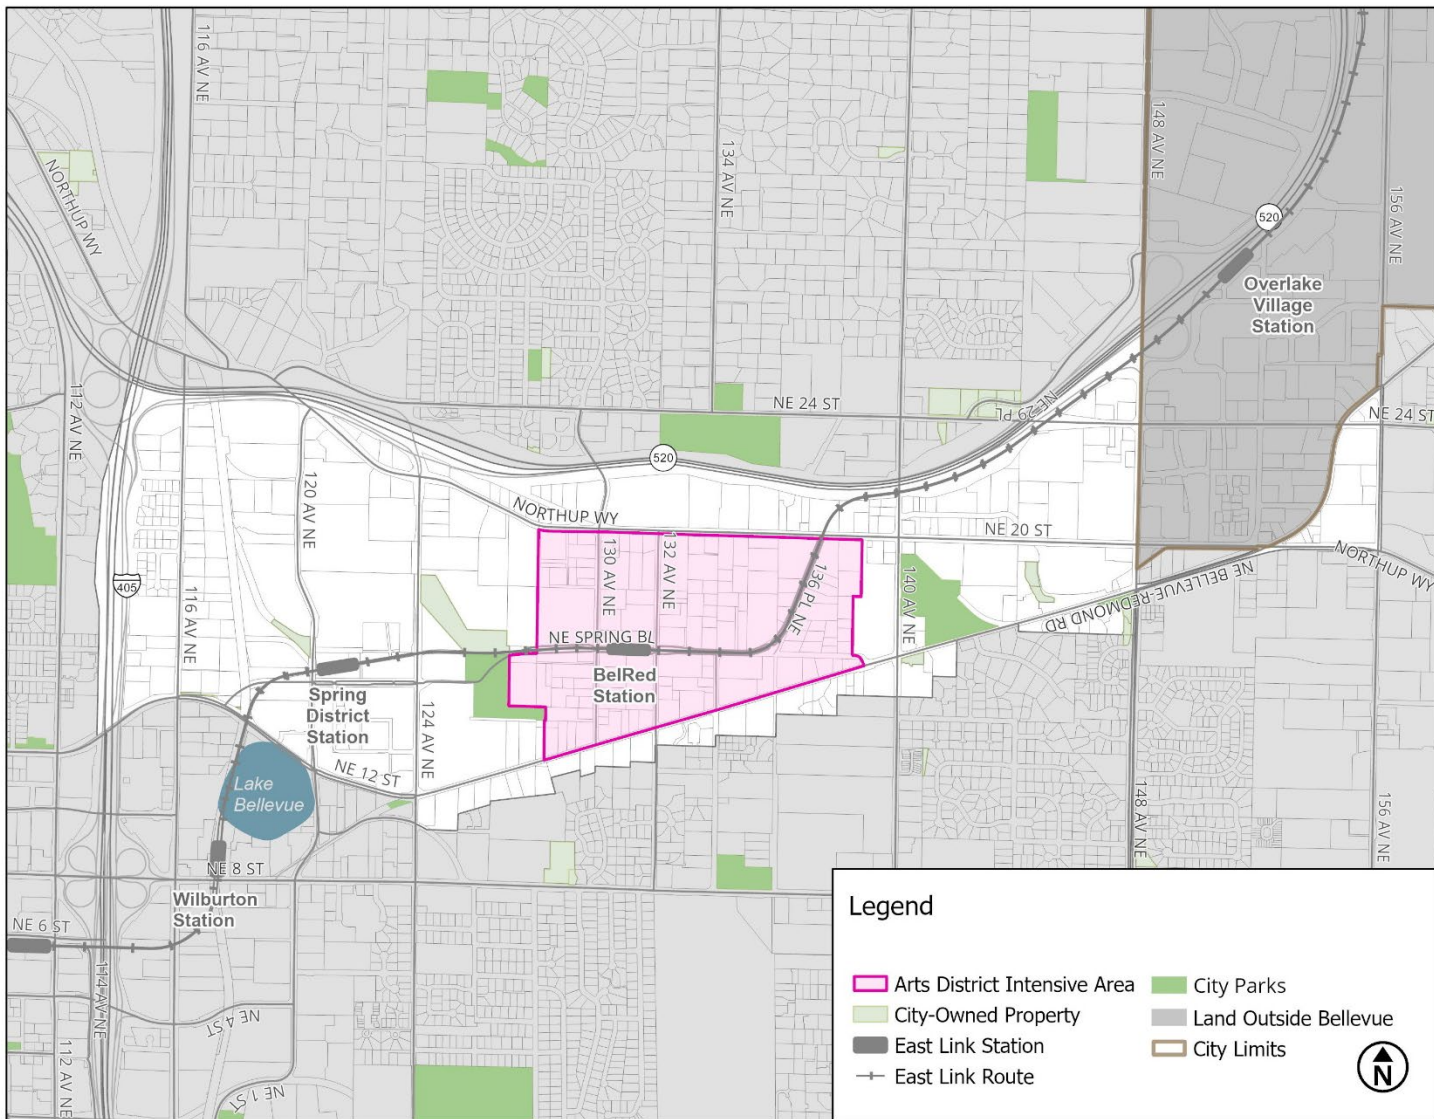 116 AV NE
NORTHUP WY
134 AV NE
148 AV NE
156 AV NE
520
Overlake
Village
Station
112 AV NE
NE 24 ST
NE 29 PL
NE 24 ST
520
120 AV NE
NORTHUP WY
NE 20 ST
405
116 AV NE
130 AV NE
132 AV NE
136 PL NE
140 AV NE
NE BELLEVUE-REDMOND RD
NORTHUP WY
NE SPRING BL
BelRed
Station
Spring
District
Station
124 AV NE
NE 12 ST
Lake
Bellevue
148 AV NE
156 AV NE
NE 8 ST
Wilburton
Station
NE 6 ST
114 AV NE
NE 4 ST
112 AV NE
NE 1 ST
Legend
Arts District Intensive Area
City-Owned Property
East Link Station
East Link Route
City Parks
Land Outside Bellevue
City Limits
N